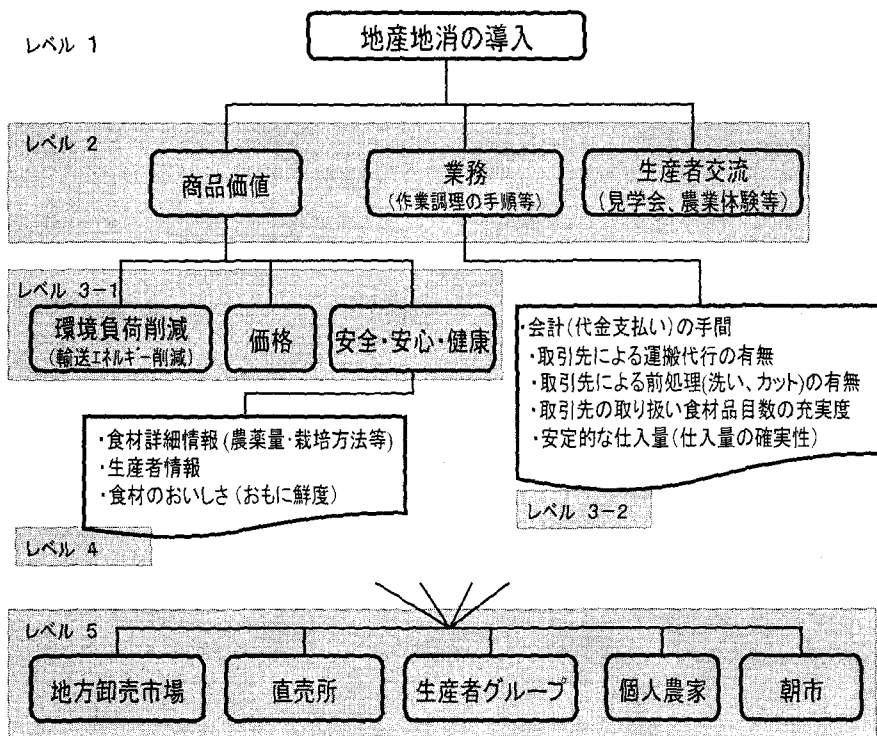 レベル 1
地産地消の導入
レベル 2
商品価値
業務
(作業調理の手順等)
生産者交流
(見学会、農業体験等)
レベル 3-1
環境負荷削減
(輸送エネルギー削減)
価格
安全・安心・健康
・会計(代金支払い)の手間
・取引先による運搬代行の有無
・取引先による前処理(洗い、カット)の有無
・取引先の取り扱い食材品目数の充実度
・安定的な仕入量(仕入量の確実性)
レベル 3-2
・食材詳細情報(農薬量・栽培方法等)
・生産者情報
・食材のおいしさ(おもに鮮度)
レベル 4
レベル 5
地方卸売市場
直売所
生産者グループ
個人農家
朝市